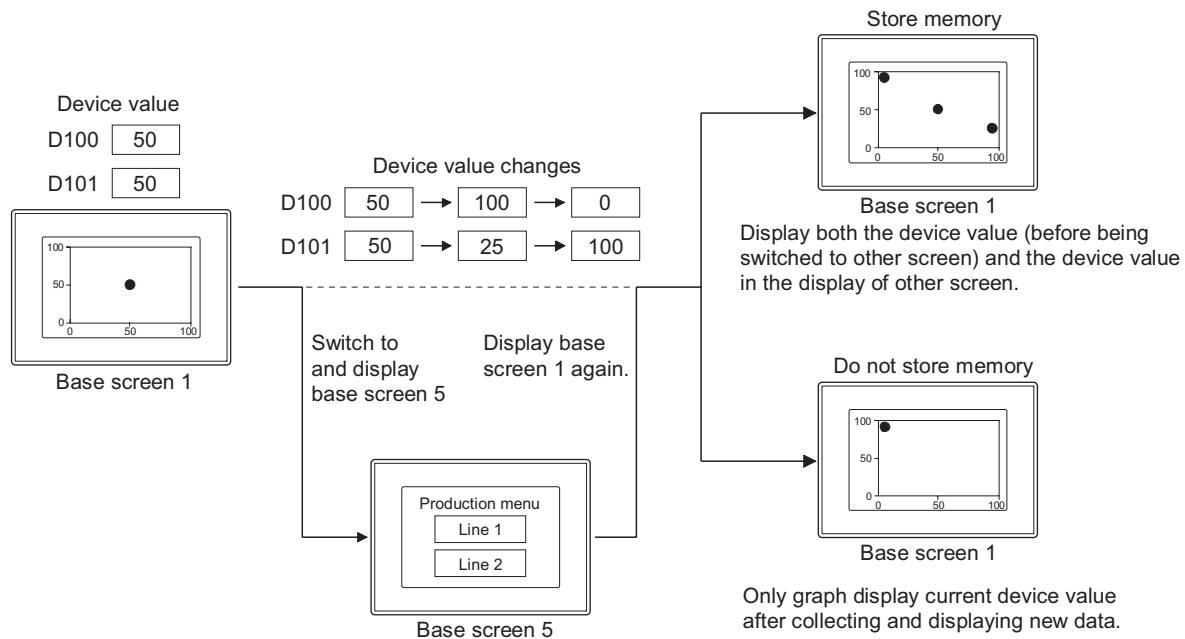 Device value
D100 50
D101 50
100
50
0
0 50 100
Base screen 1
Device value changes
D100 50 100 0
D101 50 25 100
Switch to
and display
base screen 5
Display base
screen 1 again.
Production menu
Line 1
Line 2
Base screen 5
Store memory
100
50
0
0 50 100
Base screen 1
Display both the device value (before being
switched to other screen) and the device value
in the display of other screen.
Do not store memory
100
50
0
0 50 100
Base screen 1
Only graph display current device value
after collecting and displaying new data.